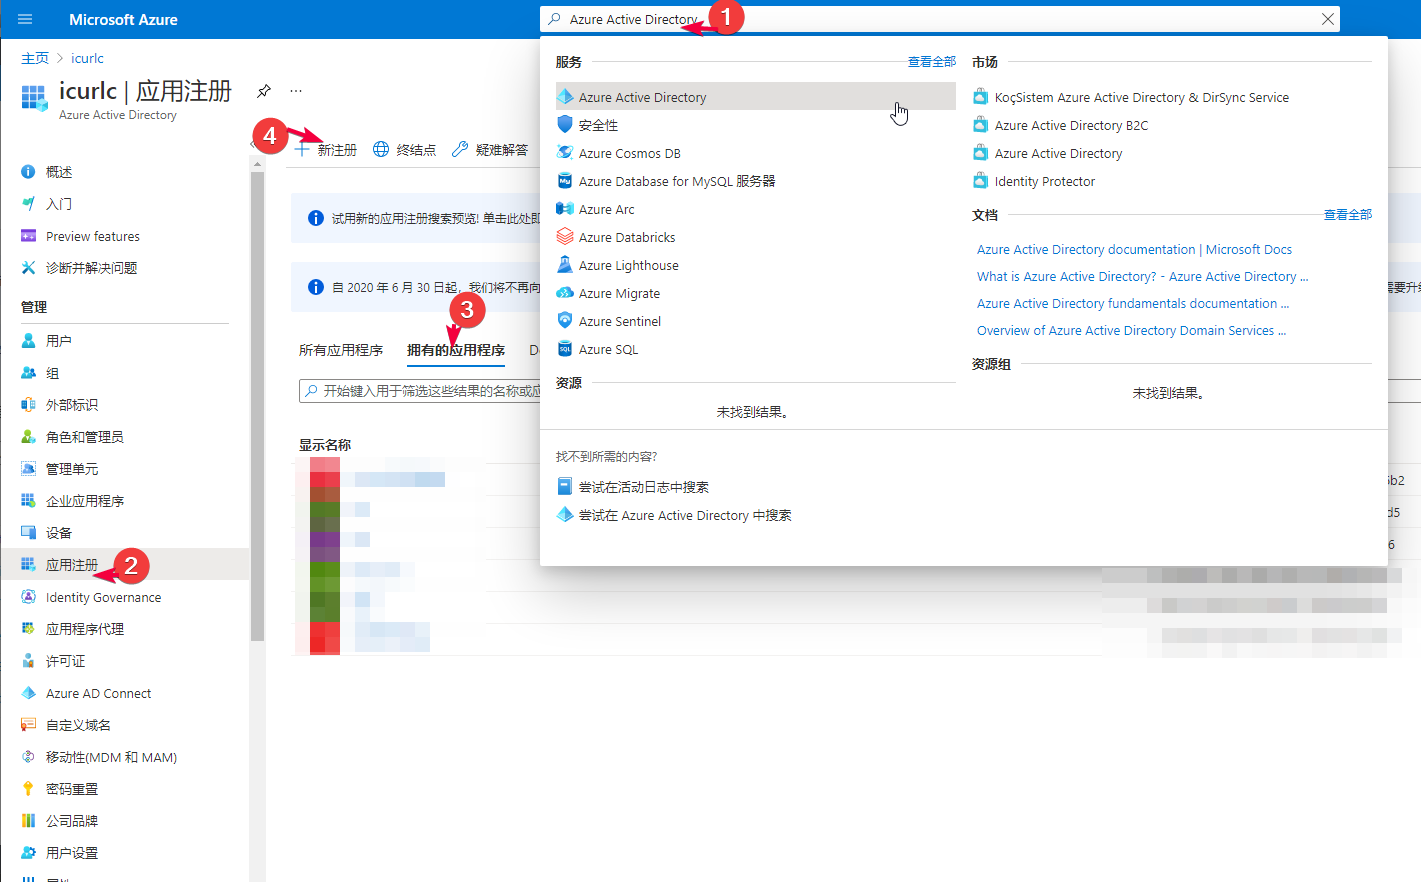 Microsoft Azure
Azure Active Directory
1
主页 > icurlc
icurlc | 应用注册
Azure Active Directory
4
新注册
终结点
疑难解答
概述
入门
Preview features
诊断并解决问题
管理
用户
组
外部标识
角色和管理员
管理单元
企业应用程序
设备
应用注册
2
Identity Governance
应用程序代理
许可证
Azure AD Connect
自定义域名
移动性(MDM 和 MAM)
密码重置
公司品牌
用户设置
试用新的应用注册搜索预览! 单击此处即
自 2020 年 6 月 30 日起，我们将不再向
需要升级
3
所有应用程序
拥有的应用程序
开始键入用于筛选这些结果的名称或应
显示名称
服务
查看全部
Azure Active Directory
安全性
Azure Cosmos DB
Azure Database for MySQL 服务器
Azure Arc
Azure Databricks
Azure Lighthouse
Azure Migrate
Azure Sentinel
Azure SQL
资源
未找到结果。
市场
KoçSistem Azure Active Directory & DirSync Service
Azure Active Directory B2C
Azure Active Directory
Identity Protector
文档
查看全部
Azure Active Directory documentation | Microsoft Docs
What is Azure Active Directory? - Azure Active Directory ...
Azure Active Directory fundamentals documentation ...
Overview of Azure Active Directory Domain Services ...
资源组
未找到结果。
找不到所需的内容?
尝试在活动日志中搜索
尝试在 Azure Active Directory 中搜索
b2
d5
6